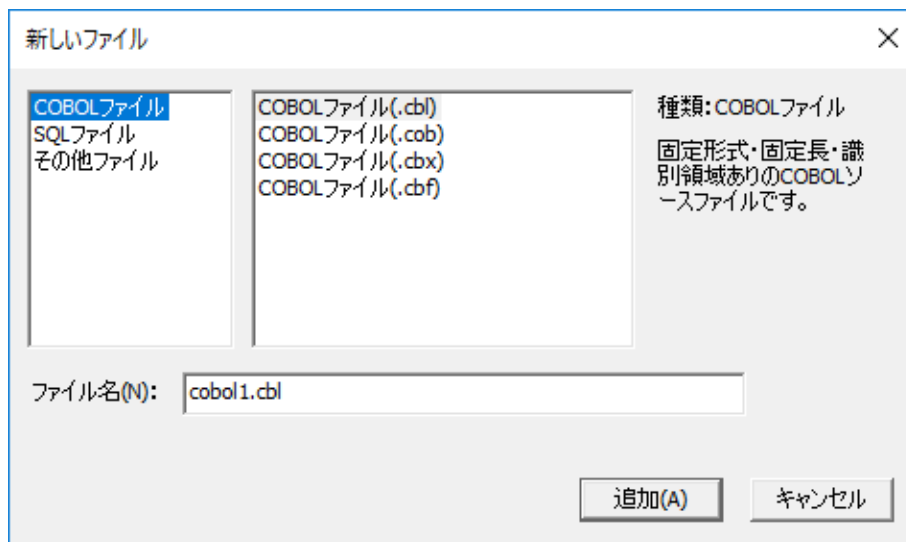 新しいファイル
COBOLファイル
SQLファイル
その他ファイル
COBOLファイル(.cbl)
COBOLファイル(.cob)
COBOLファイル(.cbx)
COBOLファイル(.cbf)
種類:COBOLファイル
固定形式・固定長・識
別領域ありのCOBOLソ
ースファイルです。
ファイル名(N):
cobol1.cbl
追加(A)
キャンセル